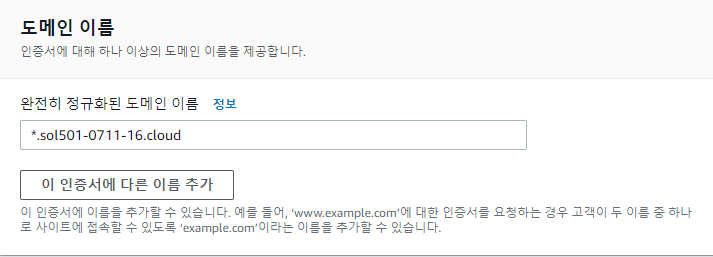 도메인 이름
인증서에 대해 하나 이상의 도메인 이름을 제공합니다.
완전히 정규화된 도메인 이름 정보
*.sol501-0711-16.cloud
이 인증서에 다른 이름 추가
이 인증서에 이름을 추가할 수 있습니다. 예를 들어, 'www.example.com'에 대한 인증서를 요청하는 경우 고객이 두 이름 중 하나
로 사이트에 접속할 수 있도록 'example.com'이라는 이름을 추가할 수 있습니다.